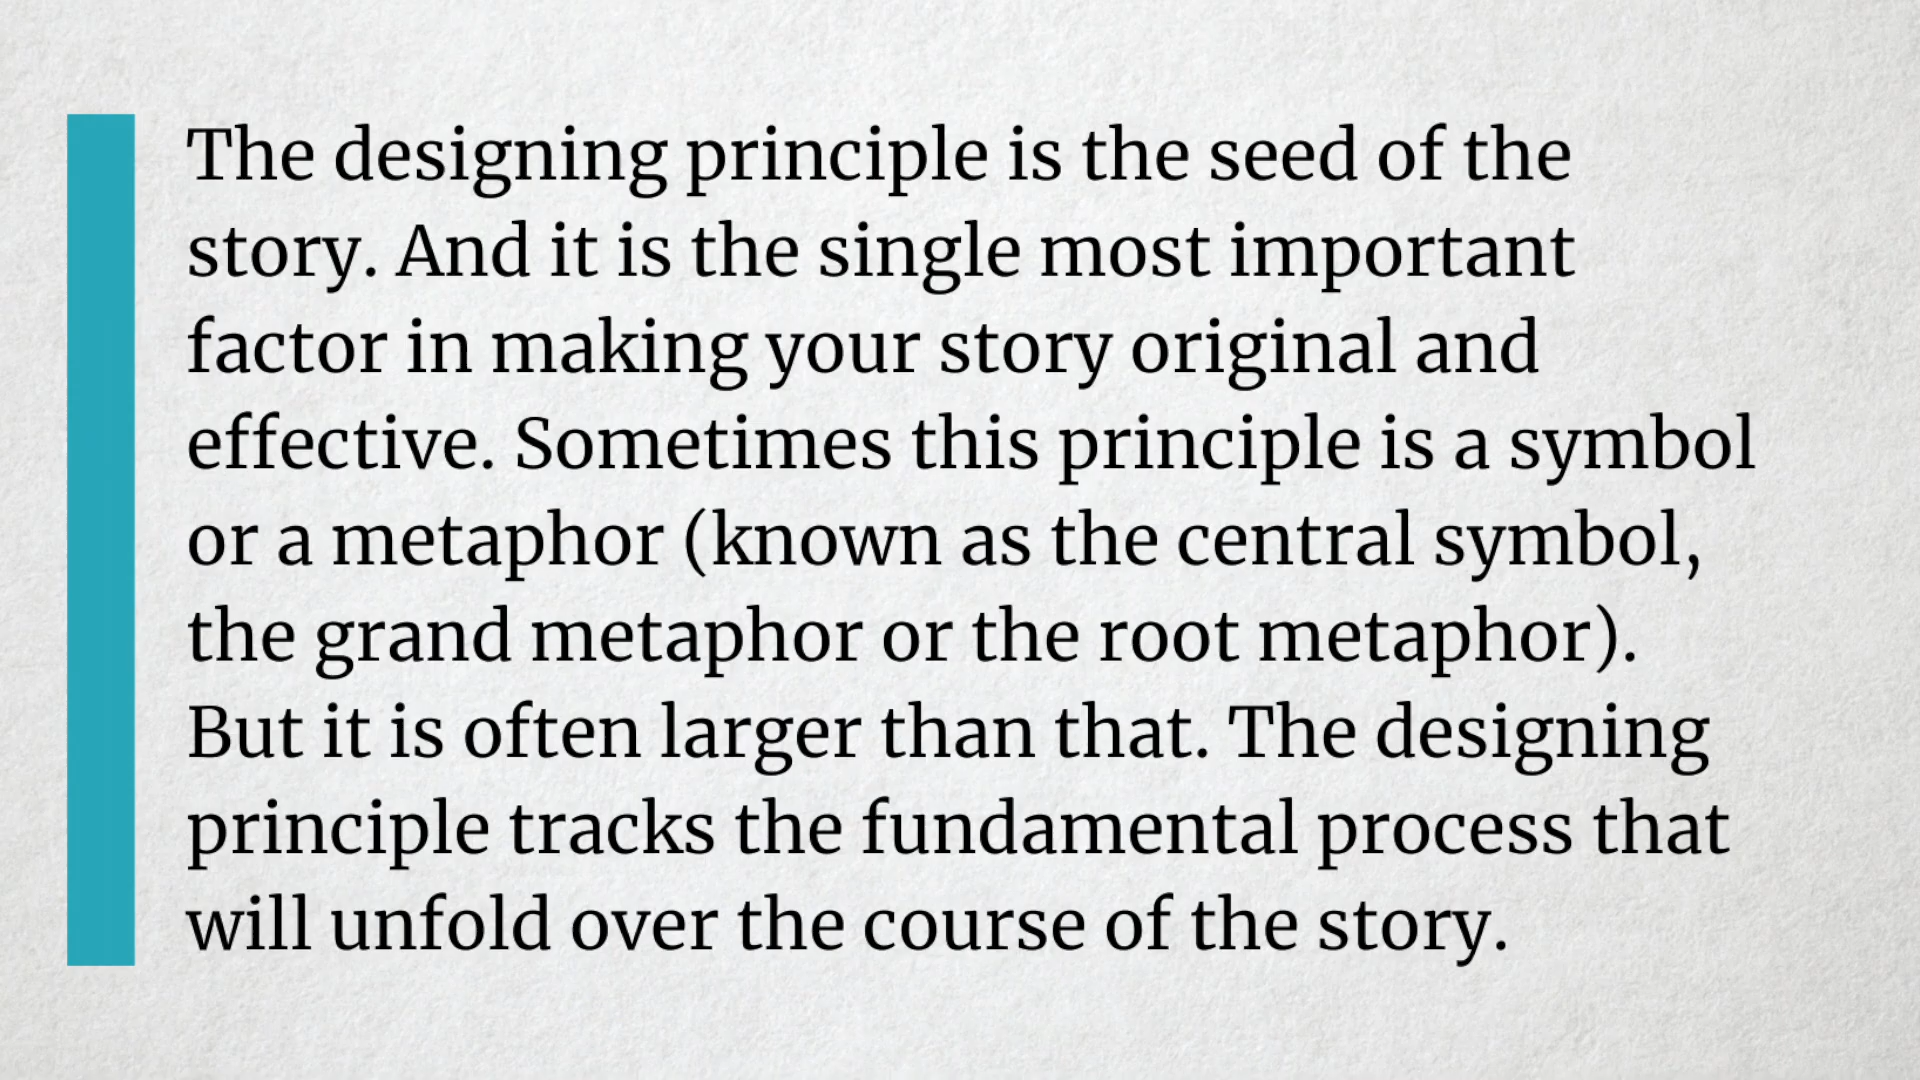 The designing principle is the seed of the
story. And it is the single most important
factor in making your story original and
effective. Sometimes this principle is a symbol
or a metaphor (known as the central symbol,
the grand metaphor or the root metaphor).
But it is often larger than that. The designing
principle tracks the fundamental process that
will unfold over the course of the story.